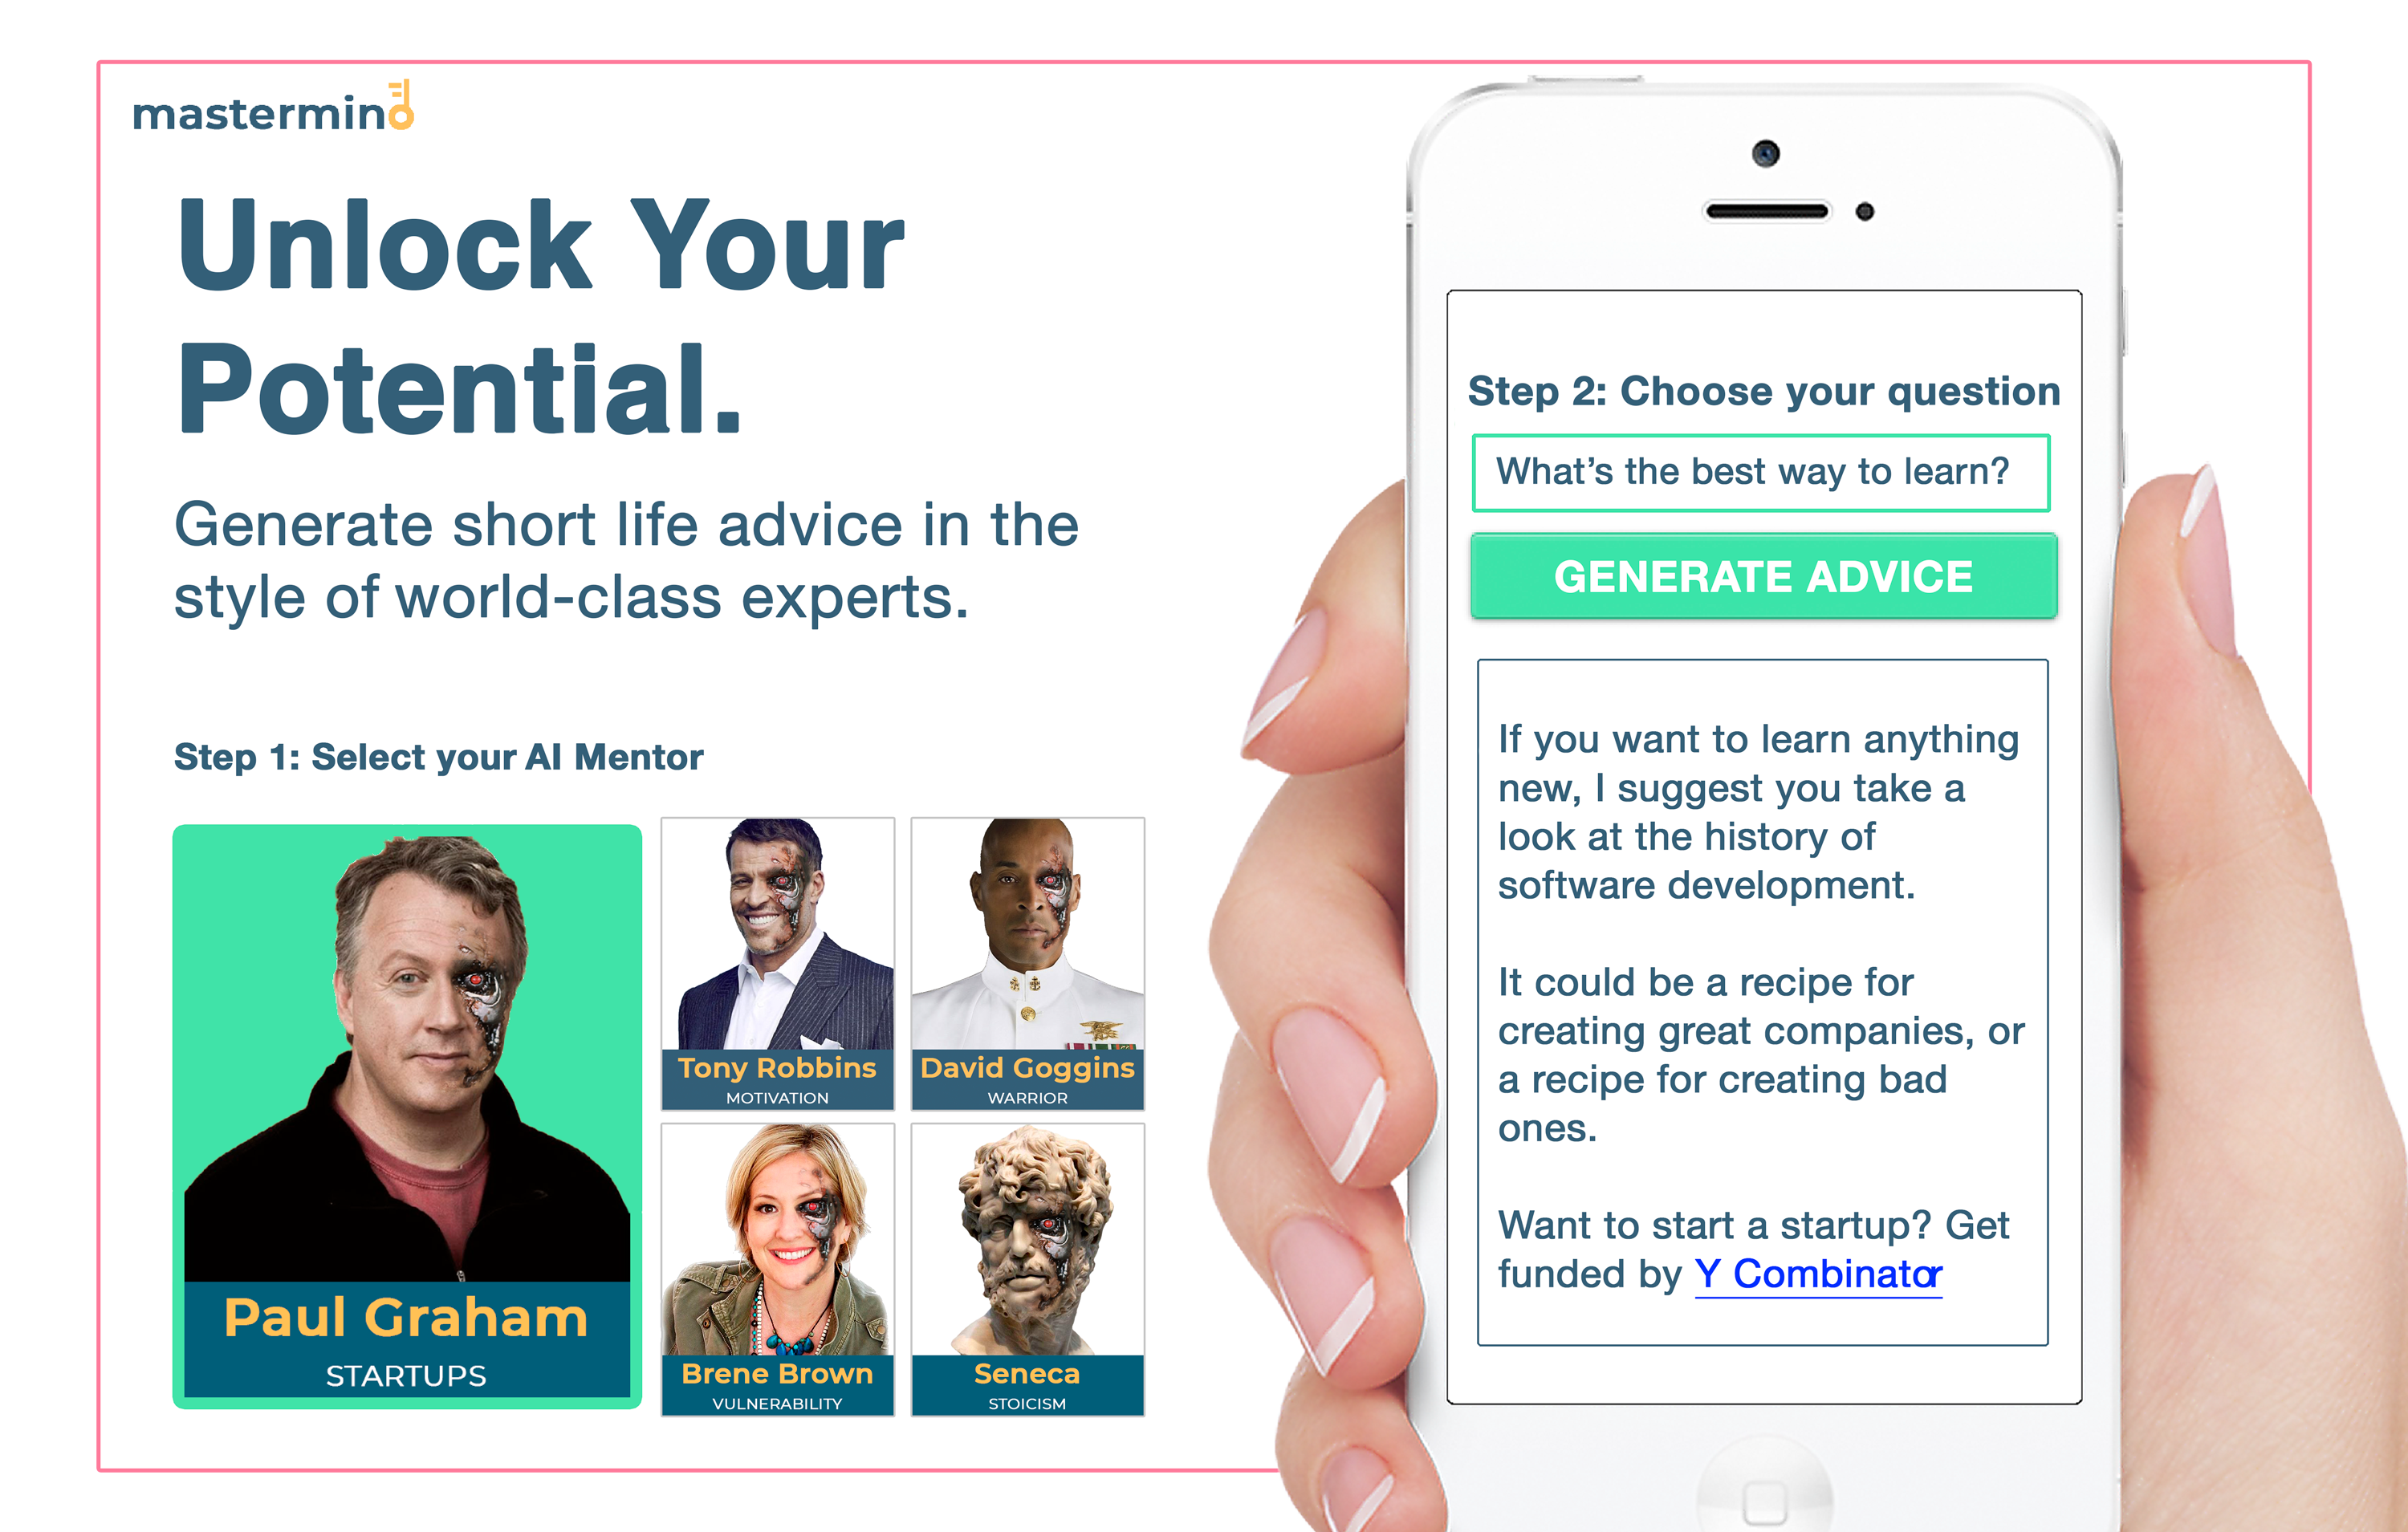 mastermind
Unlock Your
Potential.
Generate short life advice in the
style of world-class experts.
Step 1: Select your AI Mentor
Paul Graham
STARTUPS
Tony Robbins
MOTIVATION
David Goggins
WARRIOR
Brene Brown
VULNERABILITY
Seneca
STOICISM
Step 2: Choose your question
What's the best way to learn?
GENERATE ADVICE
If you want to learn anything
new, I suggest you take a
look at the history of
software development.
It could be a recipe for
creating great companies, or
a recipe for creating bad
ones.
Want to start a startup? Get
funded by Y Combinator